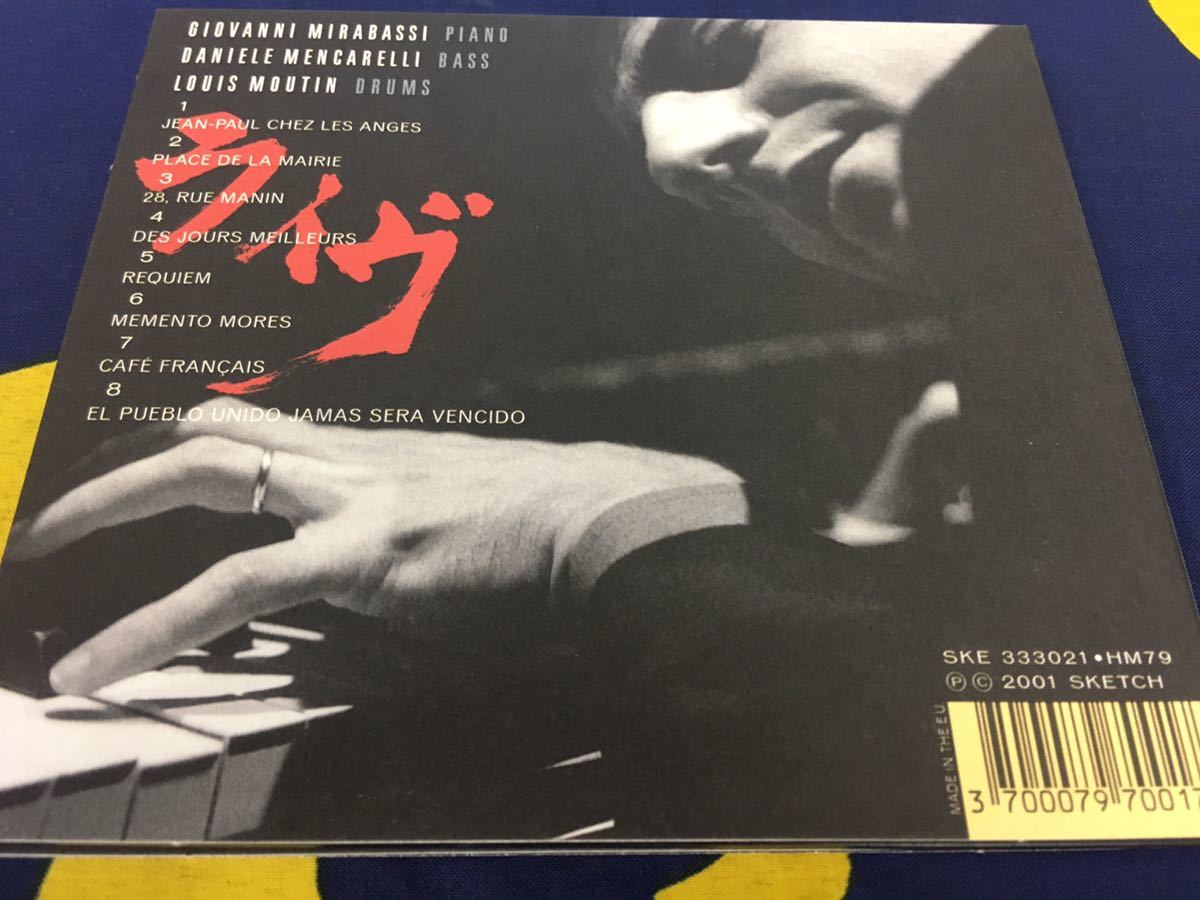 GIOVANNI MIRABASSI PIANO
DANIELE MENCARELLI BASS
LOUIS MOUTIN DRUMS
1
JEAN-PAUL CHEZ LES ANGES
2
PLACE DE LA MAIRIE
3
28, RUE MANIN
4
DES JOURS MEILLEURS
5
REQUIEM
6
MEMENTO MORES
7
CAFÉ FRANÇAIS
8
EL PUEBLO UNIDO JAMAS SERA VENCIDO
ライヴ
SKE 333021•HM79
℗ © 2001 SKETCH
MADE IN THE E.U.
3 700079 70017